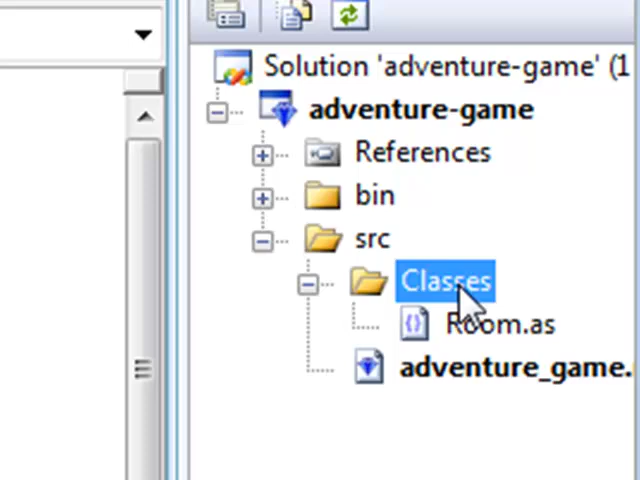 Solution 'adventure-game' (1
adventure-game
References
bin
src
Classes
Room.as
adventure_game.